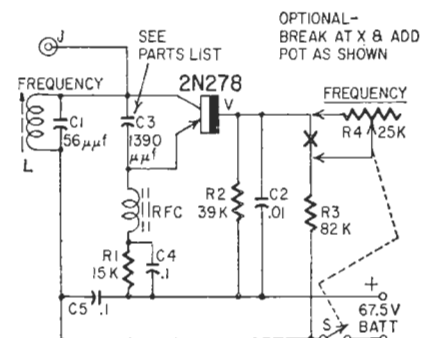 OPTIONAL-
BREAK AT X & ADD
POT AS SHOWN
J
SEE
PARTS LIST
FREQUENCY
2N278
V
FREQUENCY
C1
56μμf
C3
1390
μμf
R4
25K
X
L
RFC
R2
39K
C2
.01
R3
82K
R1
15K
C4
.1
C5
.1
+
67.5V
BATT
S